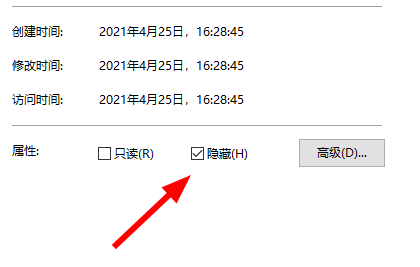 创建时间: 2021年4月25日，16:28:45
修改时间: 2021年4月25日，16:28:45
访问时间: 2021年4月25日，16:28:45
属性: 只读(R) 隐藏(H) 高级(D)...